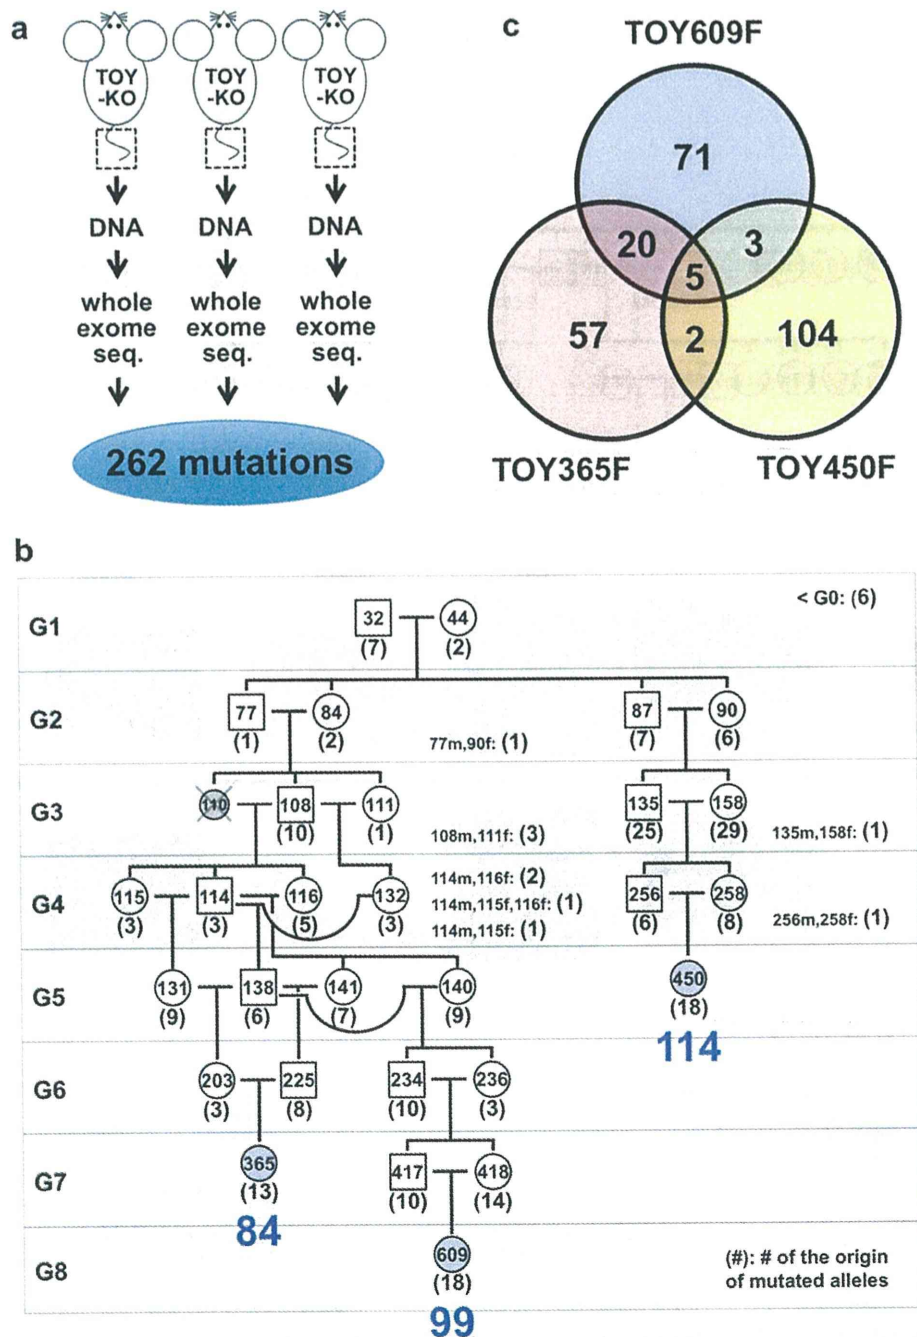 a
TOY
-KO
TOY
-KO
TOY
-KO
DNA
DNA
DNA
whole
exome
seq.
whole
exome
seq.
whole
exome
seq.
262 mutations
c
TOY609F
71
20
3
5
57
2
104
TOY365F
TOY450F
b
G1
32
(7)
44
(2)
< G0: (6)
G2
77
(1)
84
(2)
77m,90f: (1)
87
(7)
90
(6)
G3
110
108
(10)
111
(1)
108m,111f: (3)
135
(25)
158
(29)
135m,158f: (1)
G4
115
(3)
114
(3)
116
(5)
132
(3)
114m,116f: (2)
114m,115f,116f: (1)
114m,115f: (1)
256
(6)
258
(8)
256m,258f: (1)
G5
131
(9)
138
(6)
141
(7)
140
(9)
450
(18)
114
G6
203
(3)
225
(8)
234
(10)
236
(3)
G7
365
(13)
84
417
(10)
418
(14)
G8
609
(18)
99
(#): # of the origin
of mutated alleles